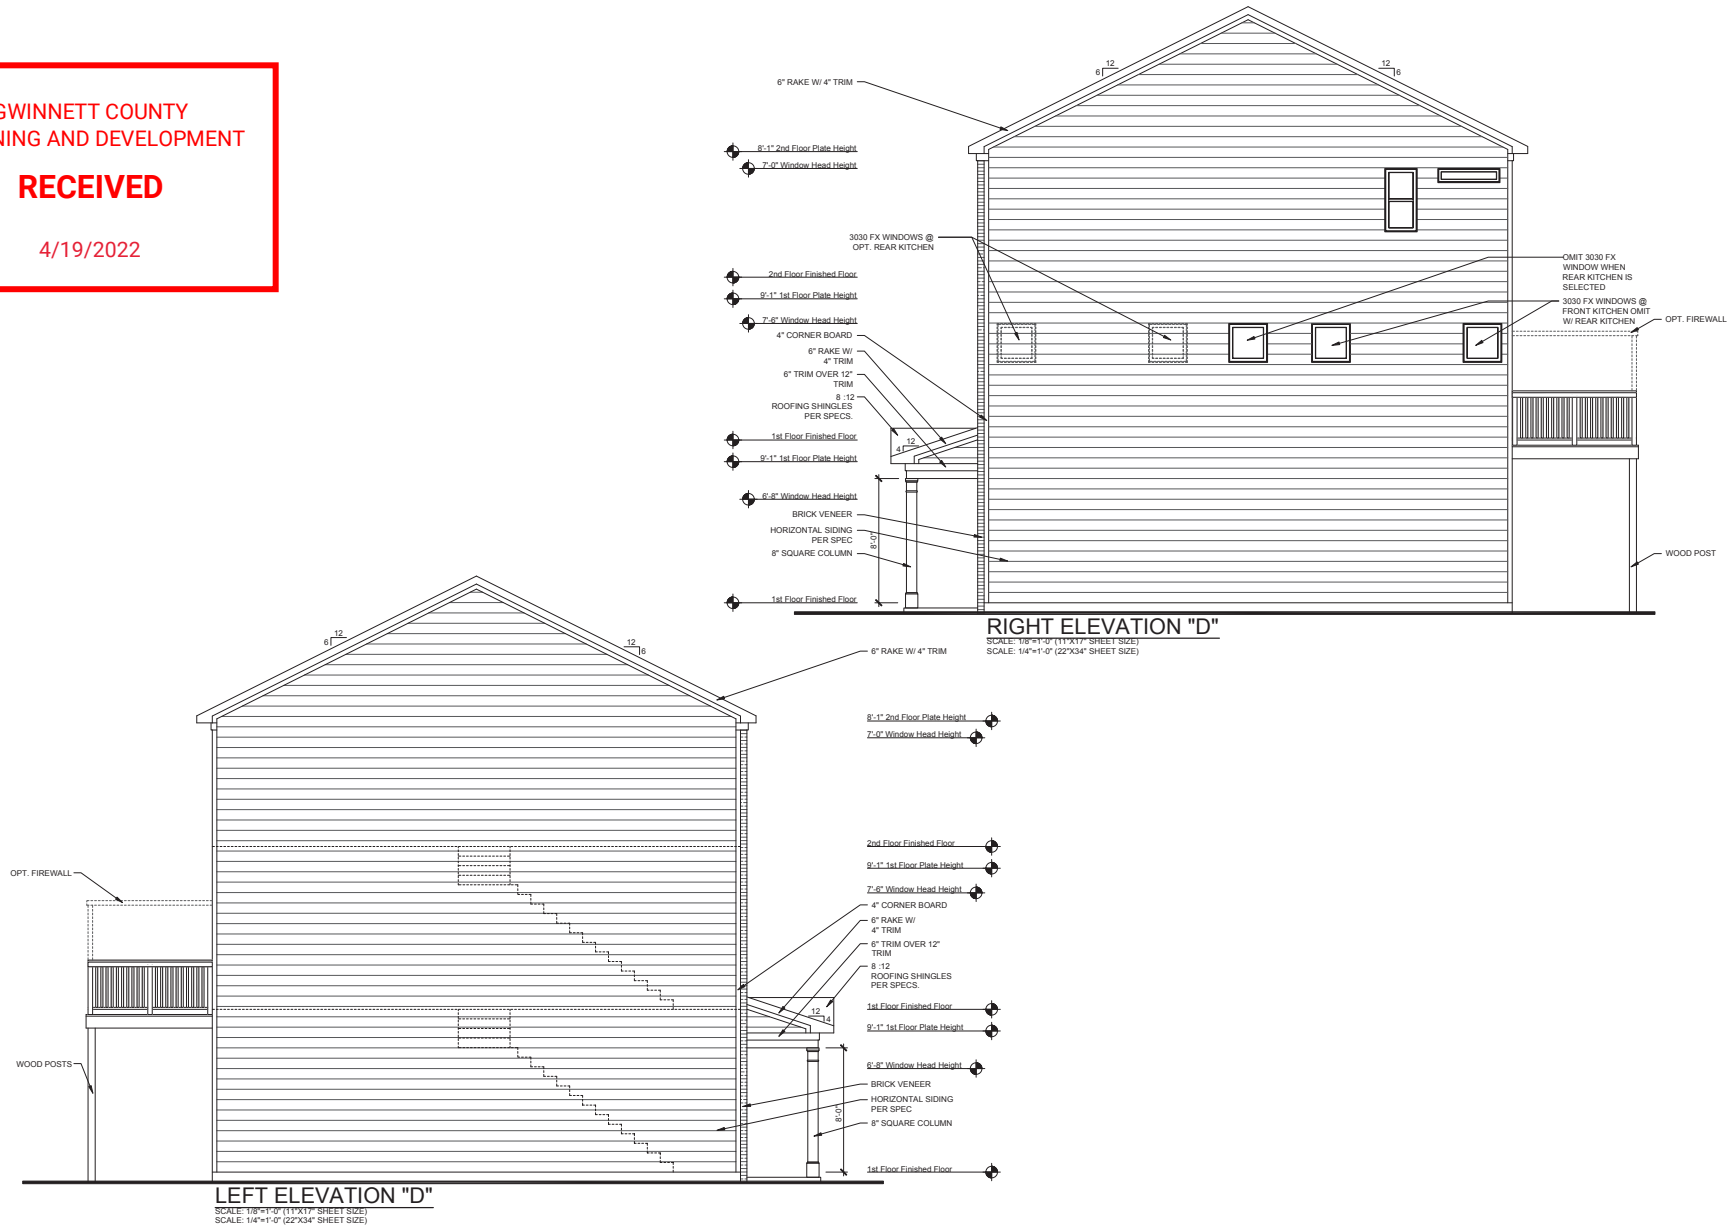 GWINNETT COUNTY
NING AND DEVELOPMENT
RECEIVED
4/19/2022
12
6
12
6
6" RAKE W/ 4" TRIM
8'-1" 2nd Floor Plate Height
7'-0" Window Head Height
3030 FX WINDOWS @
OPT. REAR KITCHEN
2nd Floor Finished Floor
9'-1" 1st Floor Plate Height
7'-6" Window Head Height
4" CORNER BOARD
6" RAKE W/
4" TRIM
6" TRIM OVER 12"
TRIM
8 :12
ROOFING SHINGLES
PER SPECS.
12
4
1st Floor Finished Floor
9'-1" 1st Floor Plate Height
6'-8" Window Head Height
BRICK VENEER
HORIZONTAL SIDING
PER SPEC
8" SQUARE COLUMN
8'-0"
1st Floor Finished Floor
OMIT 3030 FX
WINDOW WHEN
REAR KITCHEN IS
SELECTED
3030 FX WINDOWS @
FRONT KITCHEN OMIT
W/ REAR KITCHEN
OPT. FIREWALL
WOOD POST
RIGHT ELEVATION "D"
SCALE: 1/8"=1'-0" (11"X17" SHEET SIZE)
SCALE: 1/4"=1'-0" (22"X34" SHEET SIZE)
12
6
12
6
6" RAKE W/ 4" TRIM
8'-1" 2nd Floor Plate Height
7'-0" Window Head Height
2nd Floor Finished Floor
9'-1" 1st Floor Plate Height
7'-6" Window Head Height
4" CORNER BOARD
6" RAKE W/
4" TRIM
6" TRIM OVER 12"
TRIM
8 :12
ROOFING SHINGLES
PER SPECS.
12
4
1st Floor Finished Floor
9'-1" 1st Floor Plate Height
6'-8" Window Head Height
BRICK VENEER
HORIZONTAL SIDING
PER SPEC
8" SQUARE COLUMN
8'-0"
1st Floor Finished Floor
OPT. FIREWALL
WOOD POSTS
LEFT ELEVATION "D"
SCALE: 1/8"=1'-0" (11"X17" SHEET SIZE)
SCALE: 1/4"=1'-0" (22"X34" SHEET SIZE)